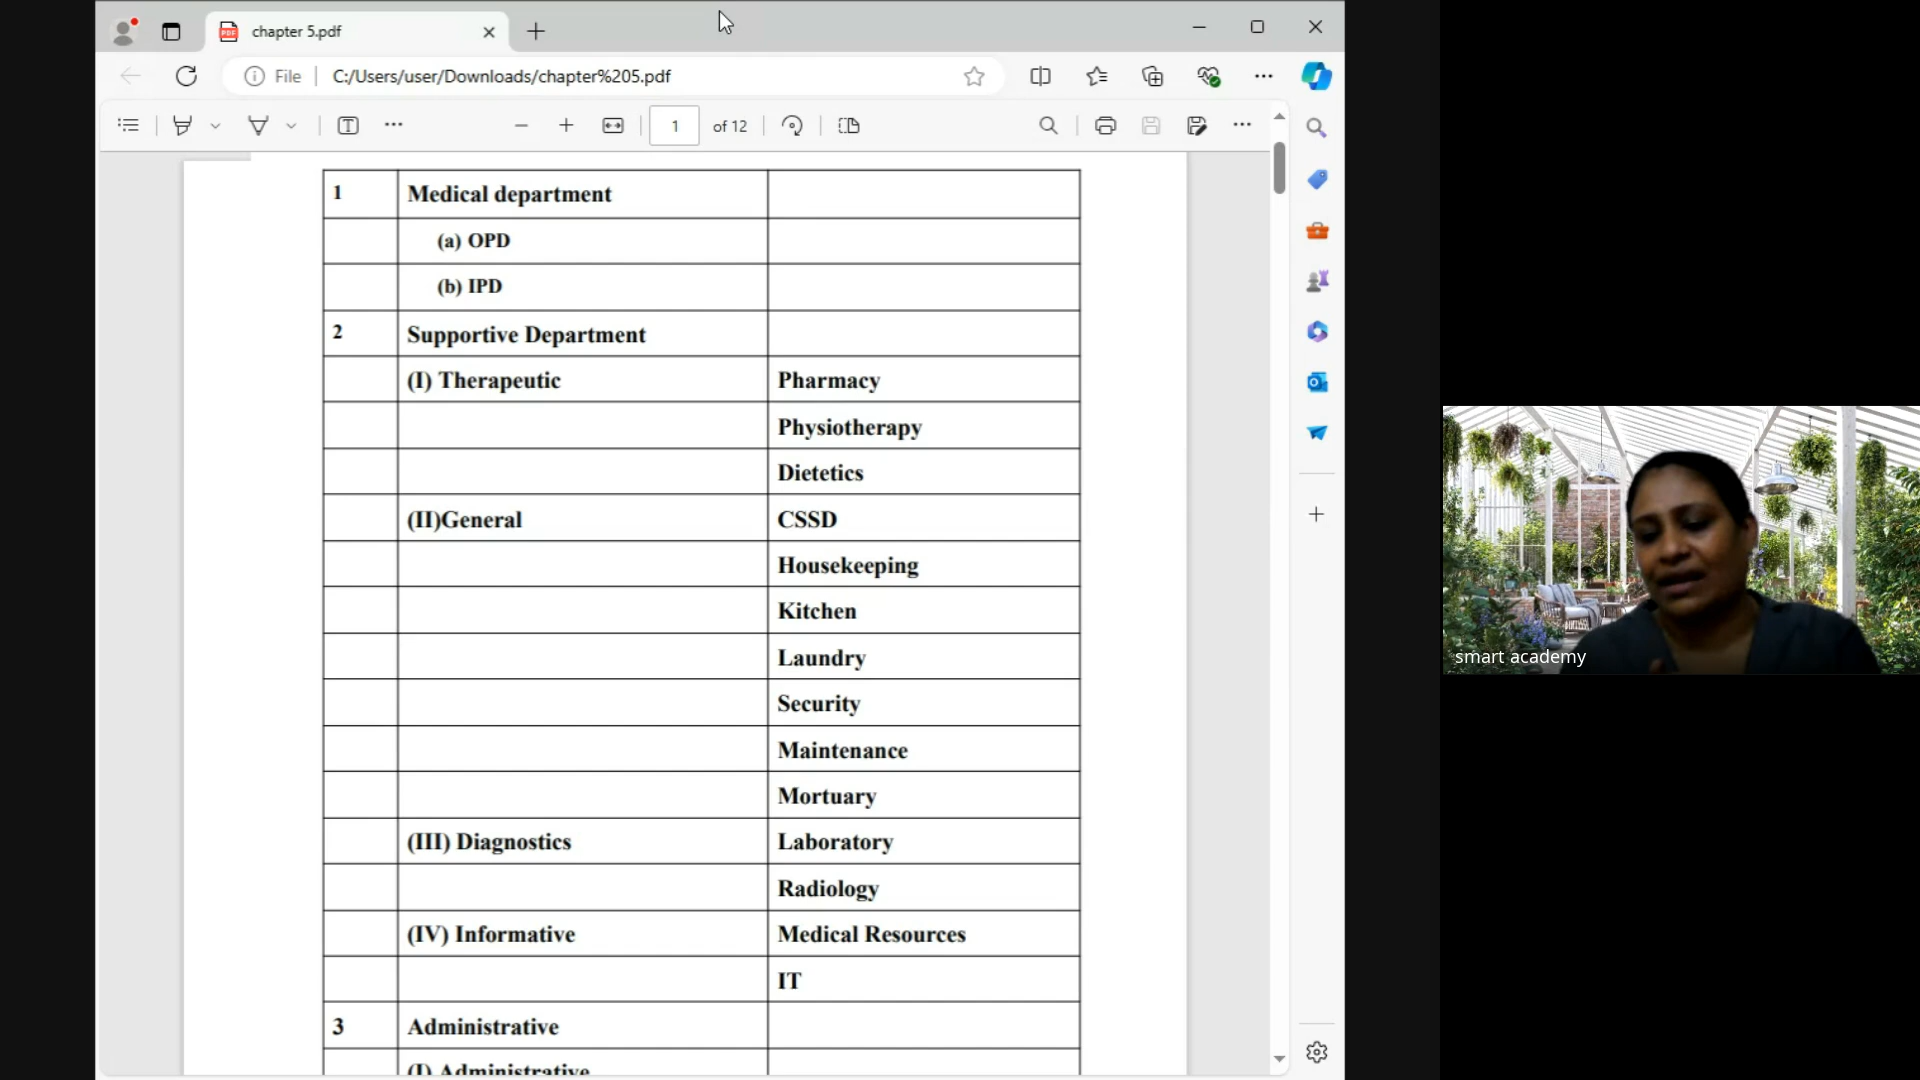 chapter 5.pdf
File C:/Users/user/Downloads/chapter%205.pdf
1 of 12
1 Medical department
(a) OPD
(b) IPD
2 Supportive Department
(I) Therapeutic Pharmacy
Physiotherapy
Dietetics
(II)General CSSD
Housekeeping
Kitchen
Laundry
Security
Maintenance
Mortuary
(III) Diagnostics Laboratory
Radiology
(IV) Informative Medical Resources
IT
3 Administrative
(I) Administrative
smart academy